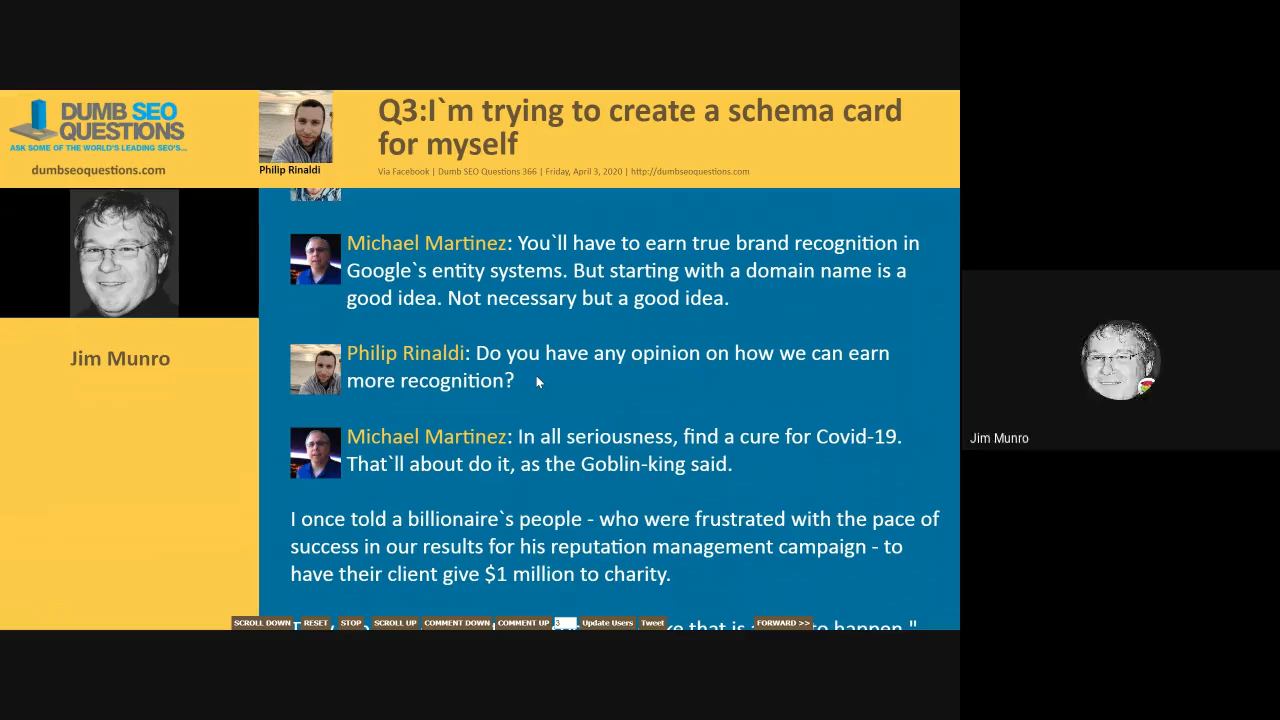 DUMB SEO
QUESTIONS
ASK SOME OF THE WORLD'S LEADING SEO'S...
dumbseoquestions.com
Philip Rinaldi
Q3:I`m trying to create a schema card
for myself
Via Facebook | Dumb SEO Questions 366 | Friday, April 3, 2020 | http://dumbseoquestions.com
Jim Munro
Michael Martinez: You`ll have to earn true brand recognition in
Google`s entity systems. But starting with a domain name is a
good idea. Not necessary but a good idea.
Philip Rinaldi: Do you have any opinion on how we can earn
more recognition?
Michael Martinez: In all seriousness, find a cure for Covid-19.
That`ll about do it, as the Goblin-king said.
I once told a billionaire`s people - who were frustrated with the pace of
success in our results for his reputation management campaign - to
have their client give $1 million to charity.
that is to happen."
SCROLL DOWN RESET STOP SCROLL UP COMMENT DOWN COMMENT UP 3 Update Users Tweet FORWARD >>
Jim Munro